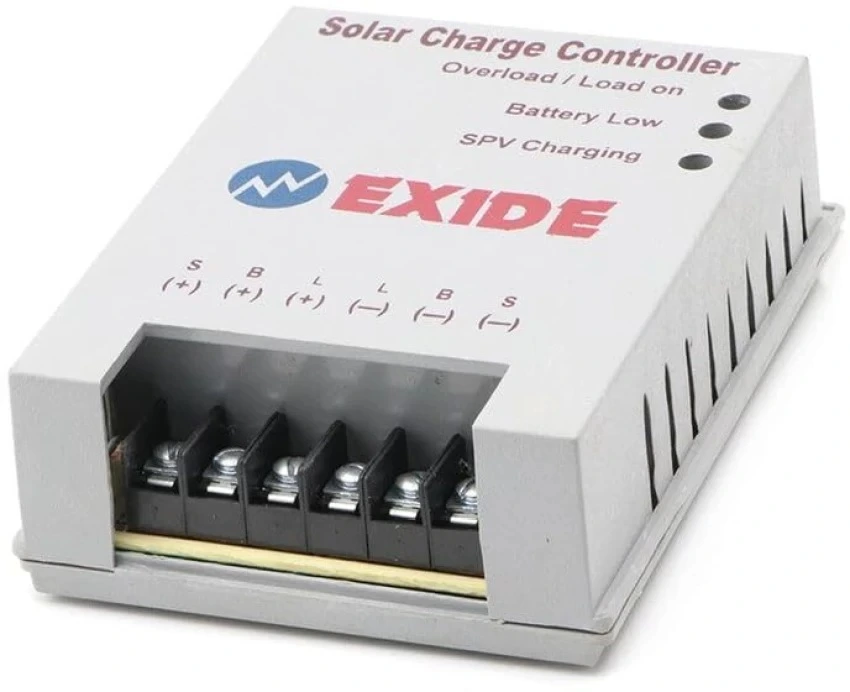 Solar Charge Controller
Overload / Load on
Battery Low
SPV Charging
EXIDE
S B L L B S
(+) (+) (+) (—) (—) (—)